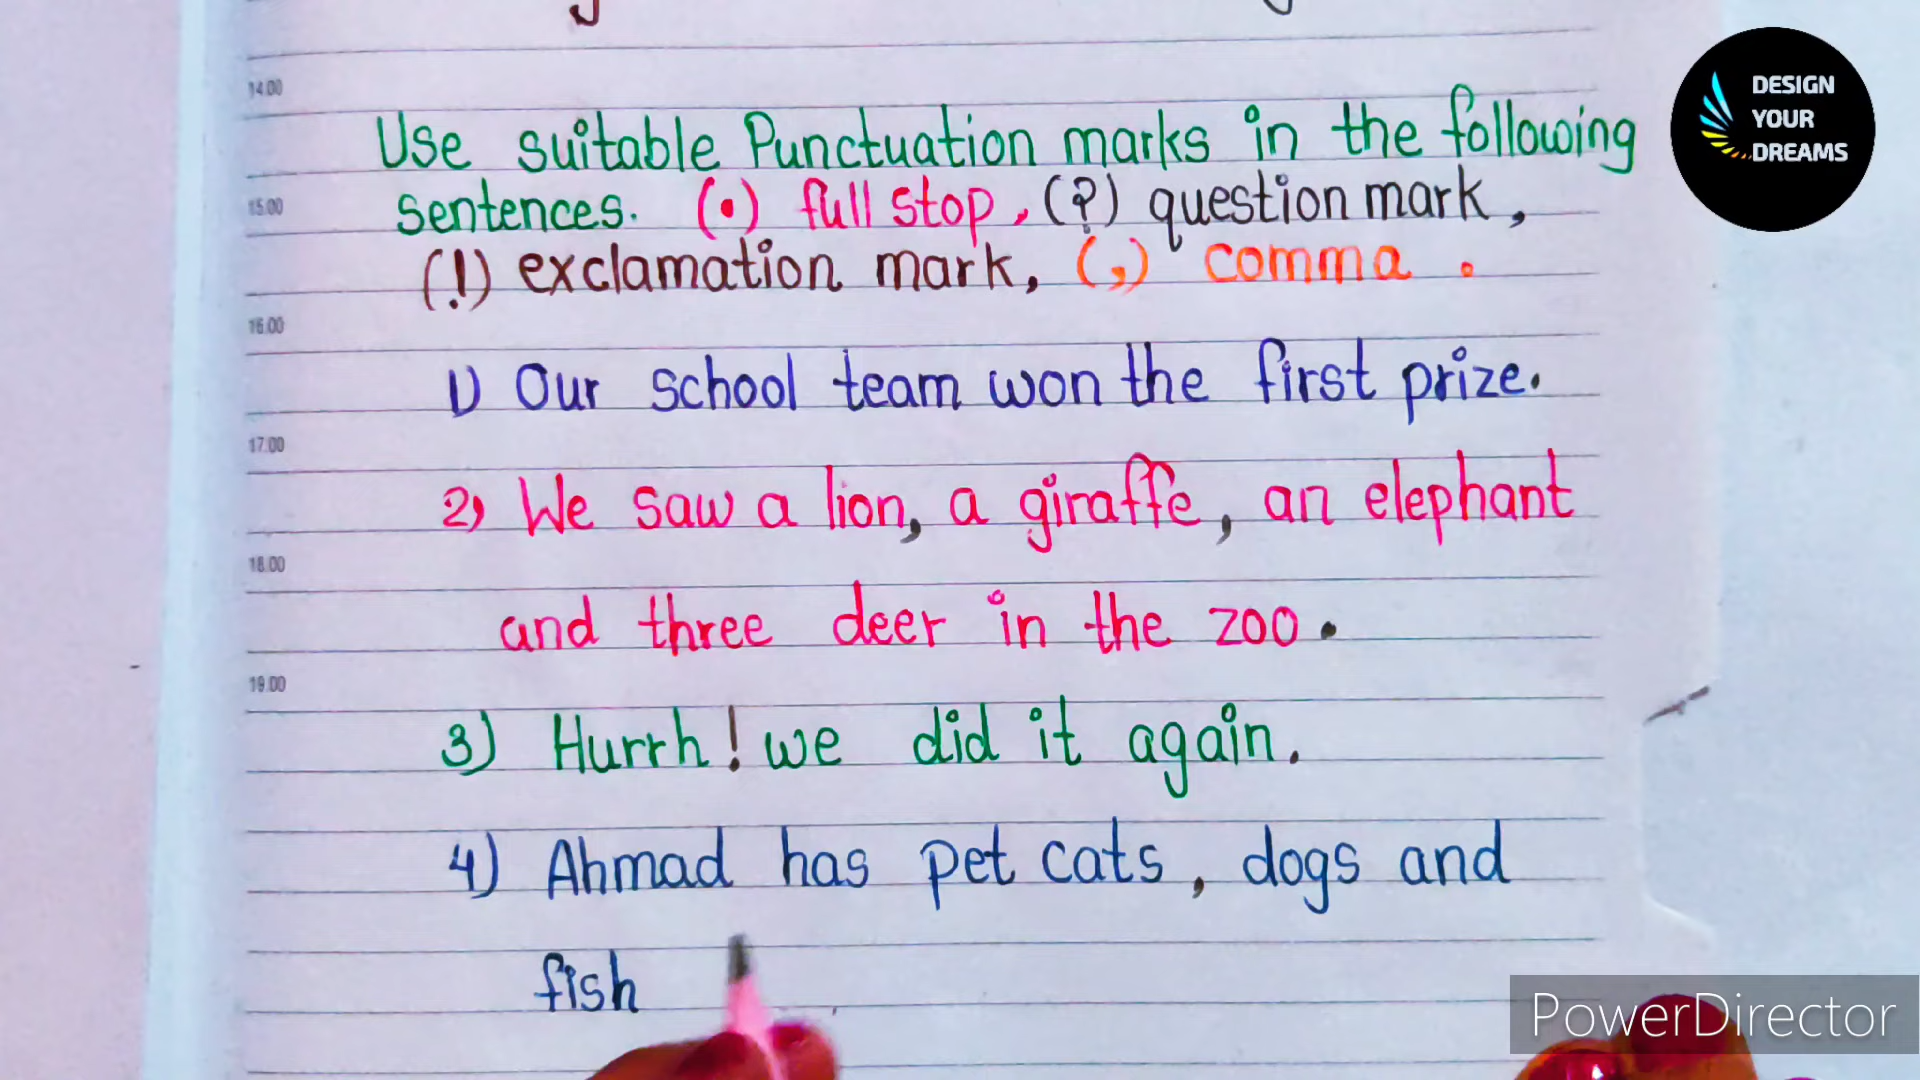 14.00
Use suitable Punctuation marks in the following
15.00
sentences. (.) full stop, (?) question mark,
(!) exclamation mark, (,) comma .
16.00
1) Our school team won the first prize.
17.00
2) We saw a lion, a giraffe, an elephant
18.00
and three deer in the zoo.
19.00
3) Hurrh! we did it again.
4) Ahmad has pet cats, dogs and
fish
DESIGN
YOUR
DREAMS
PowerDirector